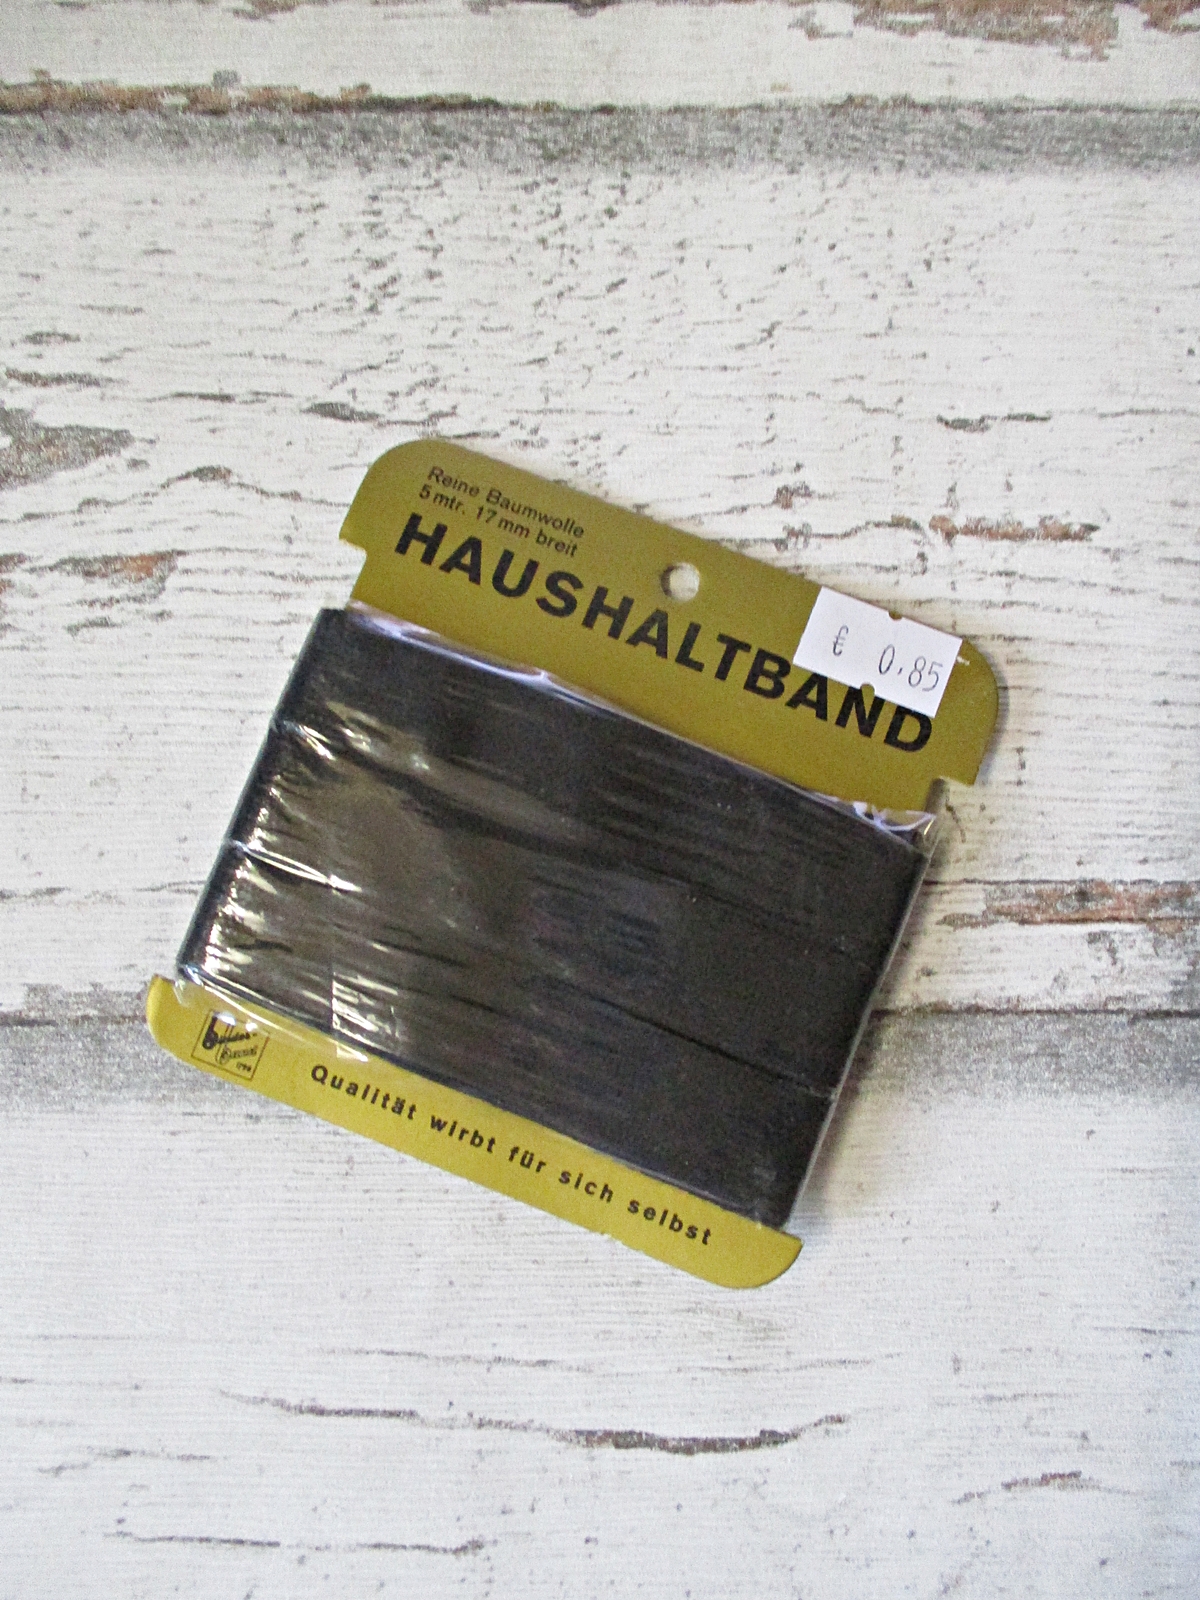 Reine Baumwolle
5 mtr. 17 mm breit
HAUSHALTBAND
€ 0.85
Qualität wirbt für sich selbst